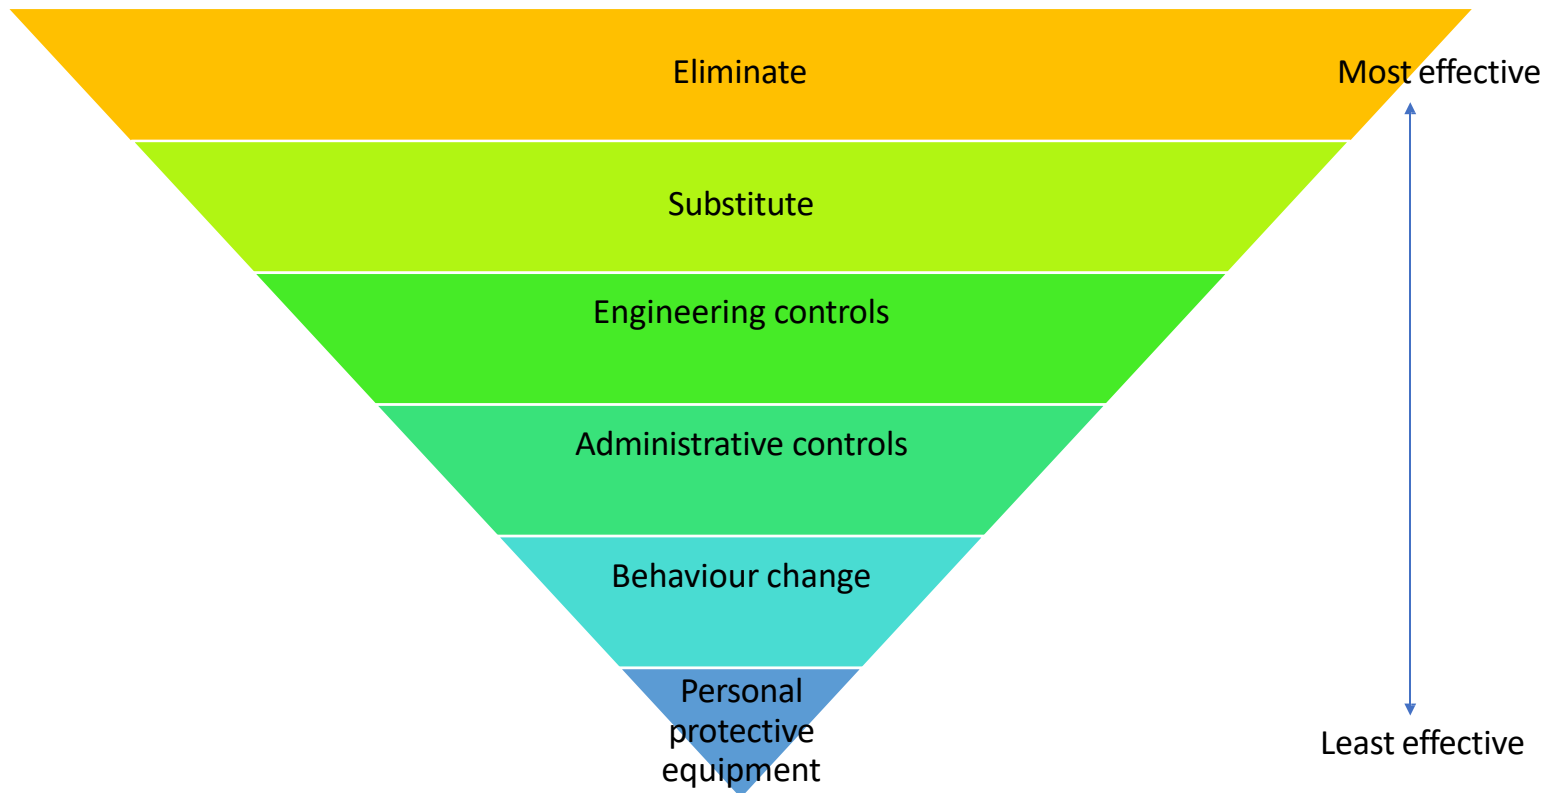 Eliminate
Most effective
Substitute
Engineering controls
Administrative controls
Behaviour change
Personal
protective
equipment
Least effective